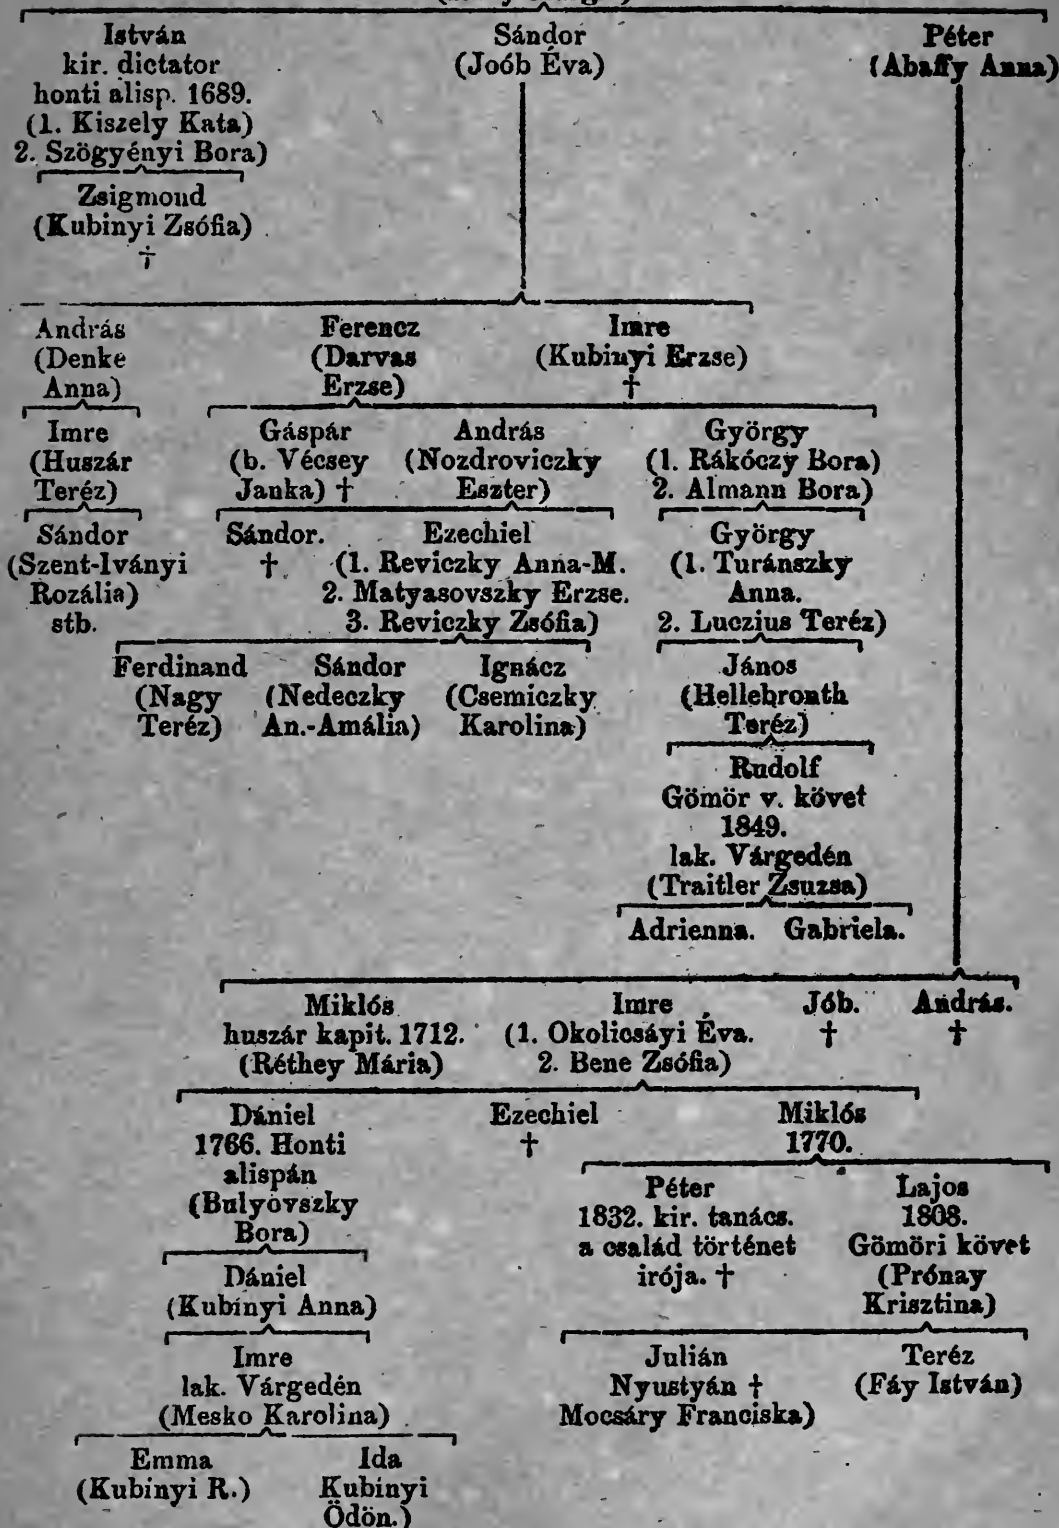 István Sándor Péter
kir. dictator (Joób Éva) (Abaffy Anna)
honti alisp. 1689.
(1. Kiszely Kata)
2. Szögyényi Bora)
Zsigmond
(Kubinyi Zsófia)
†
András Ferencz Imre
(Denke (Darvas (Kubinyi Erzse)
Anna) Erzse) †
Imre Gáspár András György
(Huszár (b. Vécsey (Nozdroviczky (1. Rákóczy Bora)
Teréz) Janka) † Eszter) 2. Almann Bora)
Sándor Sándor. Ezechiel György
(Szent-Iványi †. (1. Reviczky Anna-M. (1. Turánszky
Rozália) 2. Matyasovszky Erzse. Anna.
stb. 3. Reviczky Zsófia) 2. Luczius Teréz)
Ferdinand Sándor Ignácz János
(Nagy (Nedeczky (Csemiczky (Hellebronth
Teréz) An.-Amália) Karolina) Teréz)
Rudolf
Gömör v. követ
1849.
lak. Várgedén
(Traitler Zsuzsa)
Adrienna. Gabriela.
Miklós Imre Jób. András.
huszár kapit. 1712. (1. Okolicsáyi Éva. † †
(Réthey Mária) 2. Bene Zsófia)
Dániel Ezechiel Miklós
1766. Honti † 1770.
alispán
(Bulyovszky
Bora)
Péter Lajos
1832. kir. tanács. 1808.
a család történet Gömöri követ
irója. † (Prónay
Krisztina)
Dániel
(Kubínyi Anna)
Imre Julián Teréz
lak. Várgedén Nyustyán † (Fáy István)
(Mesko Karolina) Mocsáry Franciska)
Emma Ida
(Kubinyi R.) Kubínyi
Ödön.)